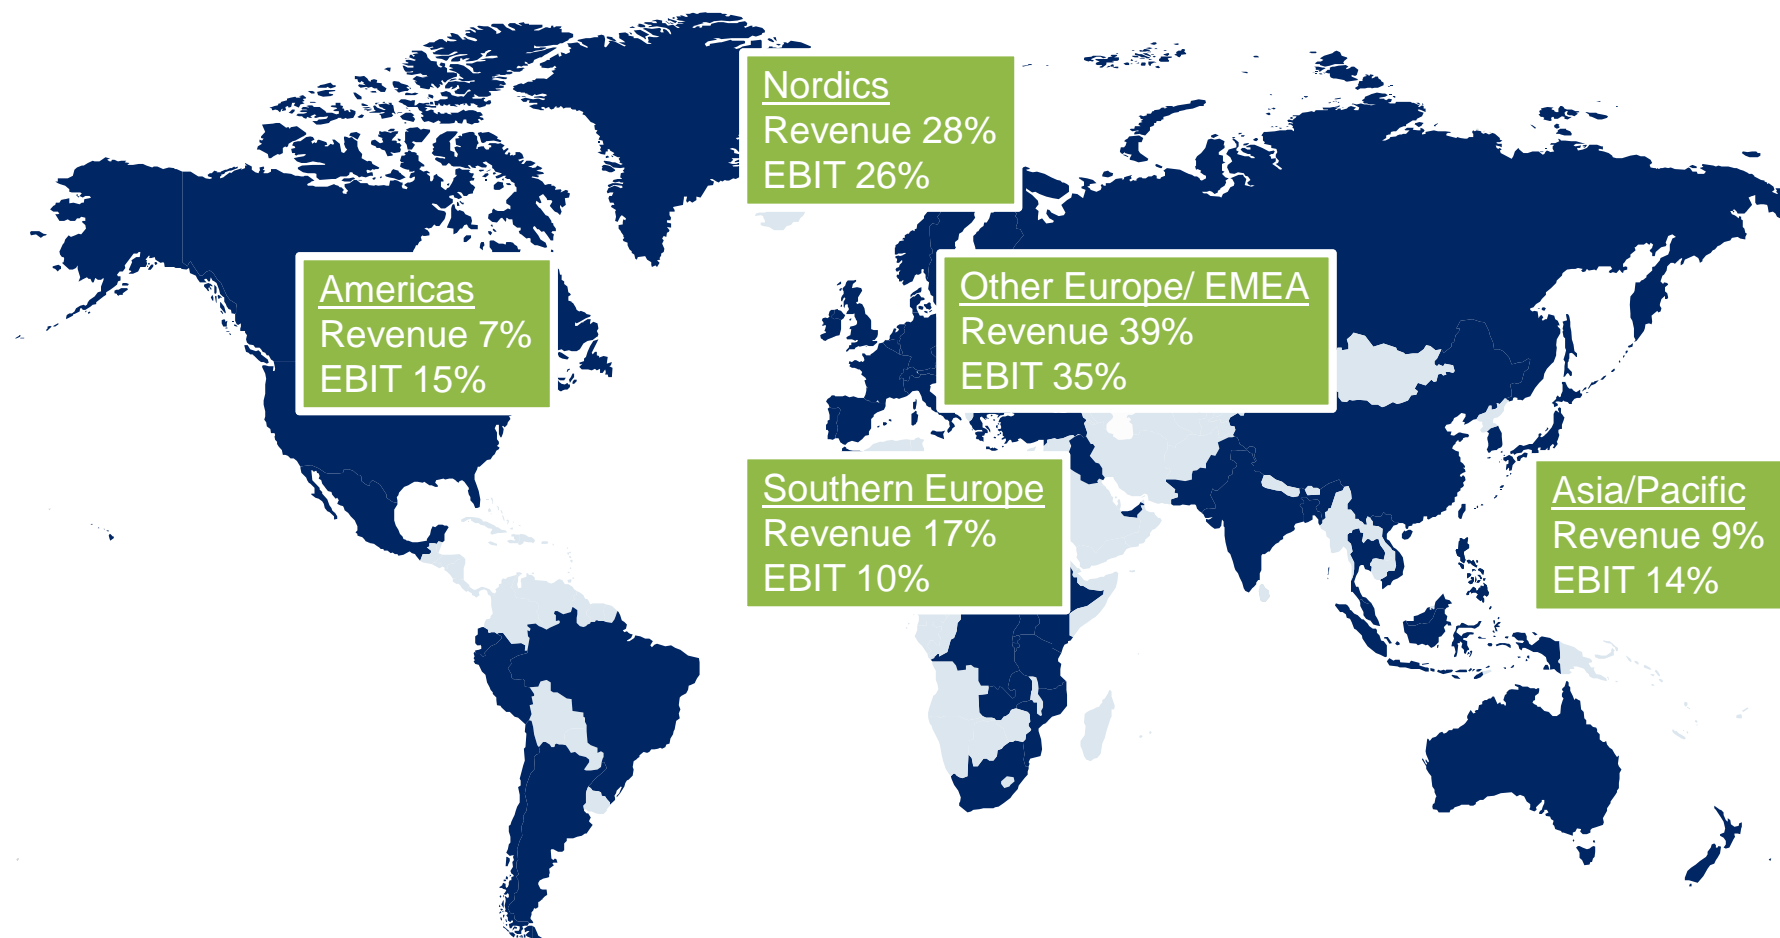 Nordics
Revenue 28%
EBIT 26%
Americas
Revenue 7%
EBIT 15%
Other Europe/ EMEA
Revenue 39%
EBIT 35%
Southern Europe
Revenue 17%
EBIT 10%
Asia/Pacific
Revenue 9%
EBIT 14%